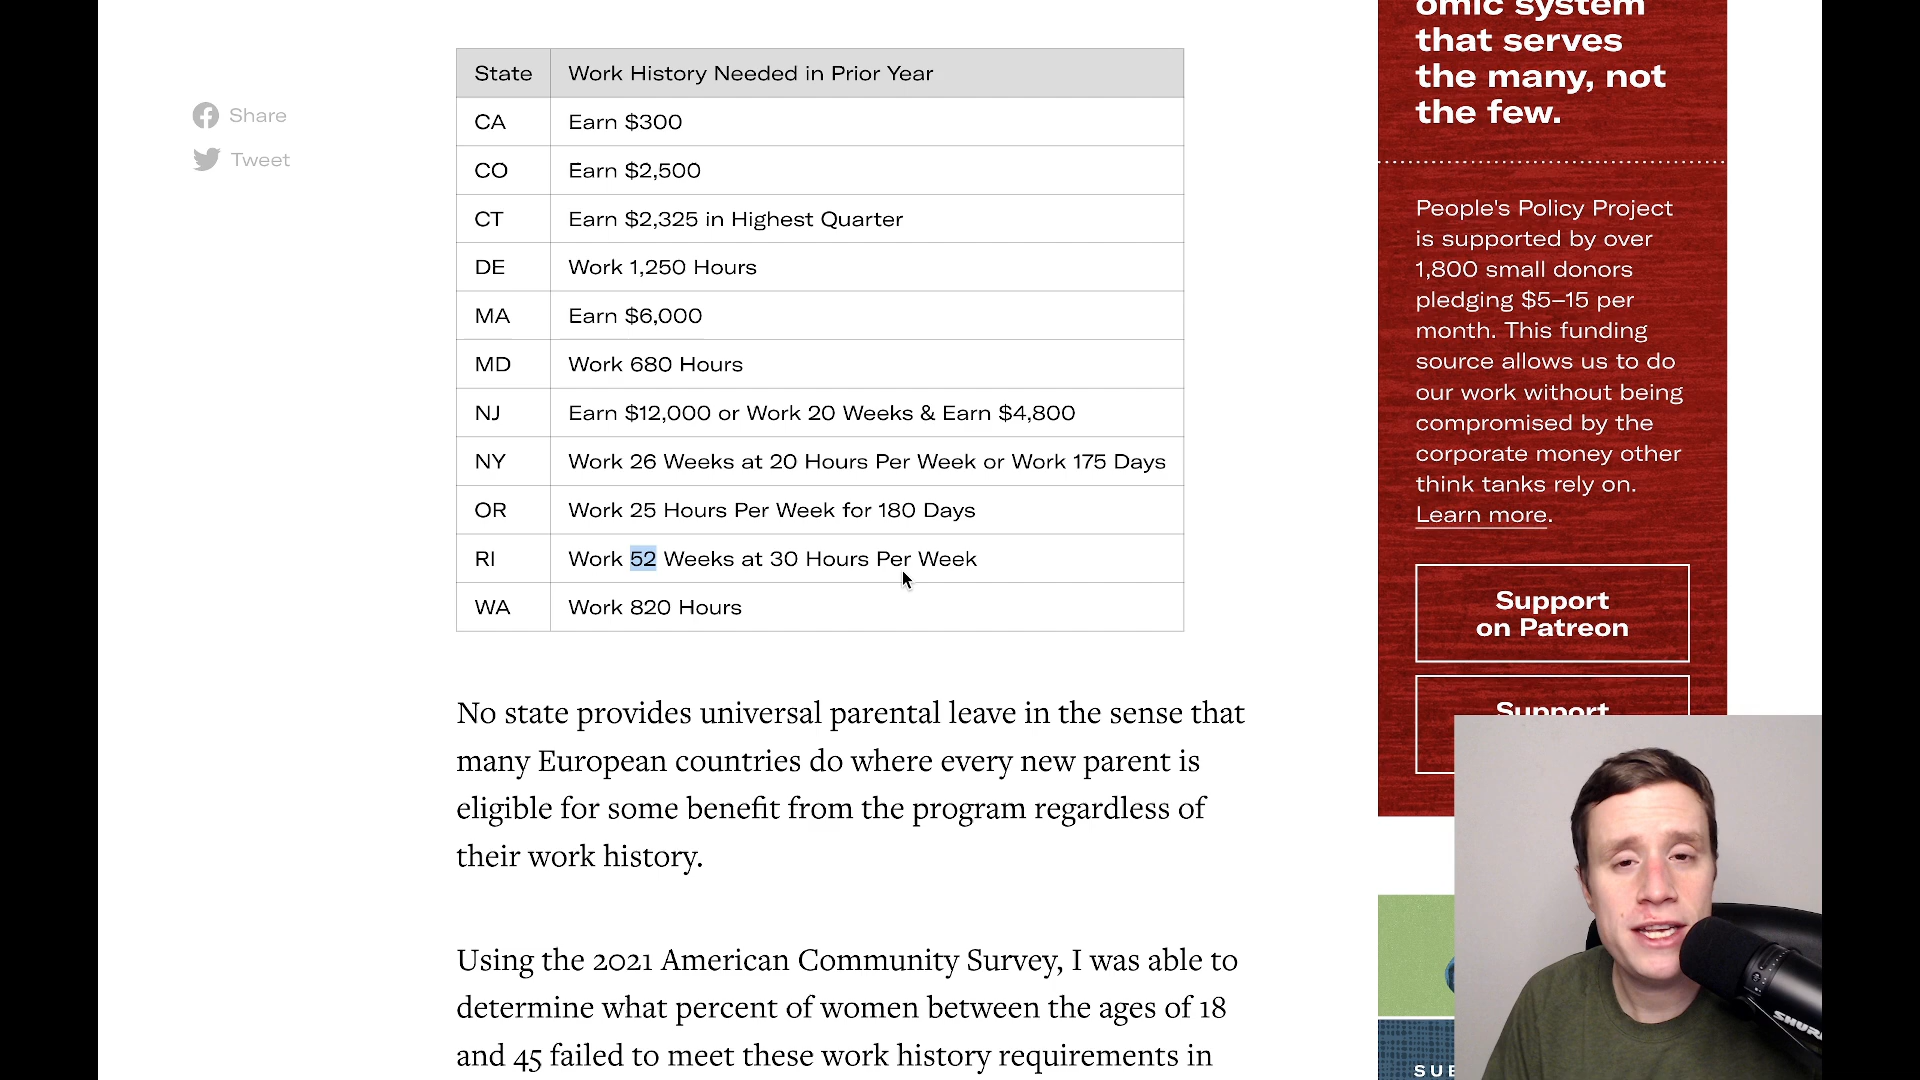 Share
Tweet
State Work History Needed in Prior Year
CA Earn $300
CO Earn $2,500
CT Earn $2,325 in Highest Quarter
DE Work 1,250 Hours
MA Earn $6,000
MD Work 680 Hours
NJ Earn $12,000 or Work 20 Weeks & Earn $4,800
NY Work 26 Weeks at 20 Hours Per Week or Work 175 Days
OR Work 25 Hours Per Week for 180 Days
RI Work 52 Weeks at 30 Hours Per Week
WA Work 820 Hours
No state provides universal parental leave in the sense that
many European countries do where every new parent is
eligible for some benefit from the program regardless of
their work history.
Using the 2021 American Community Survey, I was able to
determine what percent of women between the ages of 18
and 45 failed to meet these work history requirements in
omic system
that serves
the many, not
the few.
People's Policy Project
is supported by over
1,800 small donors
pledging $5–15 per
month. This funding
source allows us to do
our work without being
compromised by the
corporate money other
think tanks rely on.
Learn more.
Support
on Patreon
Support
SHUR